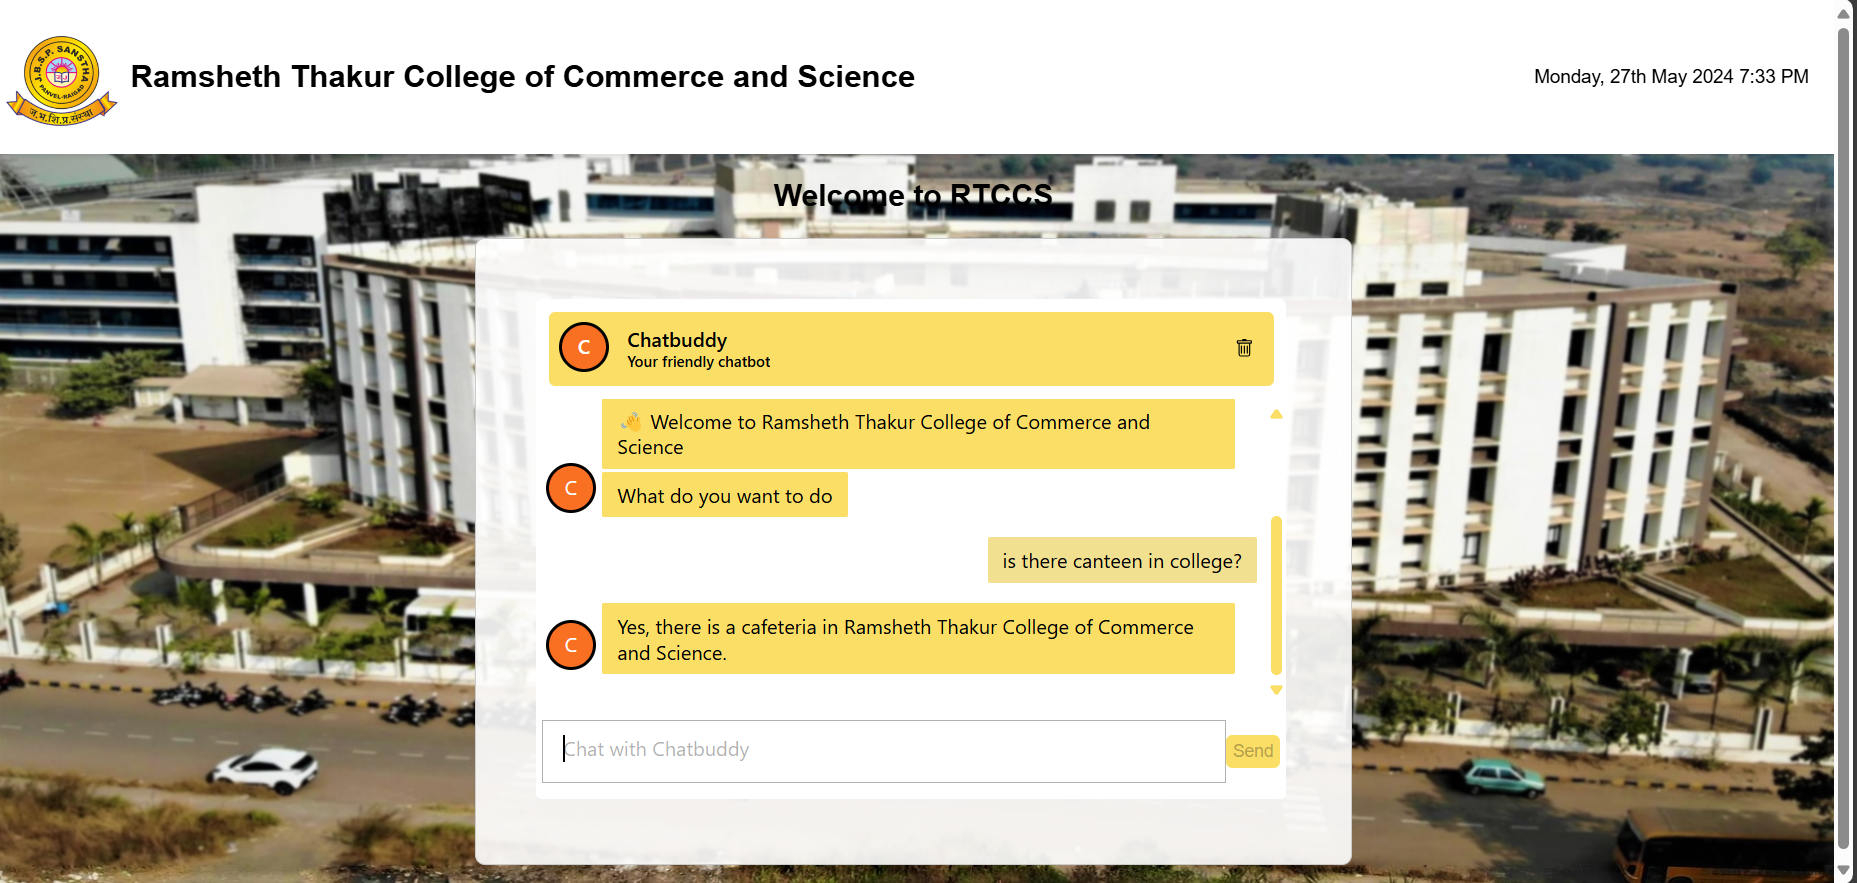 J.B.S.P. SANSTHA
PANVEL-RAIGAD
ज.भ.शि.प्र.संस्था
Ramsheth Thakur College of Commerce and Science
Monday, 27th May 2024 7:33 PM
Welcome to RTCCS
C
Chatbuddy
Your friendly chatbot
👋 Welcome to Ramsheth Thakur College of Commerce and
Science
C
What do you want to do
is there canteen in college?
C
Yes, there is a cafeteria in Ramsheth Thakur College of Commerce
and Science.
Chat with Chatbuddy
Send